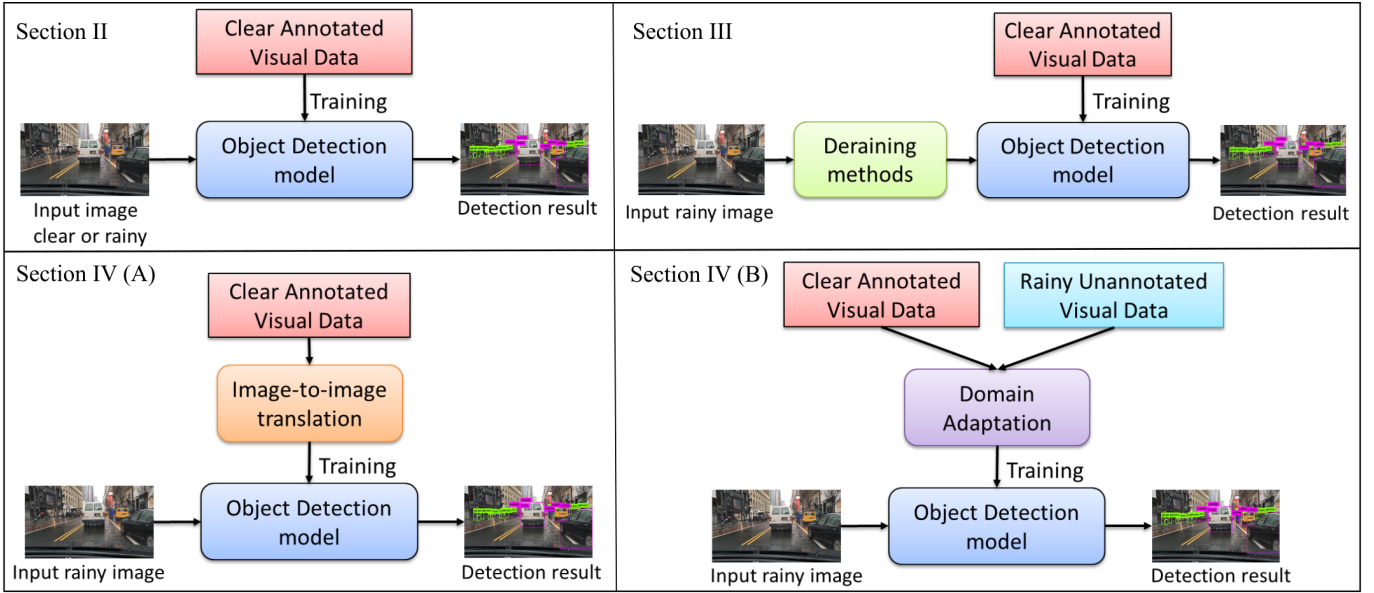 Section II
Clear Annotated
Visual Data
Training
Object Detection
model
Input image
clear or rainy
Detection result
Section III
Clear Annotated
Visual Data
Training
Deraining
methods
Object Detection
model
Input rainy image
Detection result
Section IV (A)
Clear Annotated
Visual Data
Image-to-image
translation
Training
Object Detection
model
Input rainy image
Detection result
Section IV (B)
Clear Annotated
Visual Data
Rainy Unannotated
Visual Data
Domain
Adaptation
Training
Object Detection
model
Input rainy image
Detection result